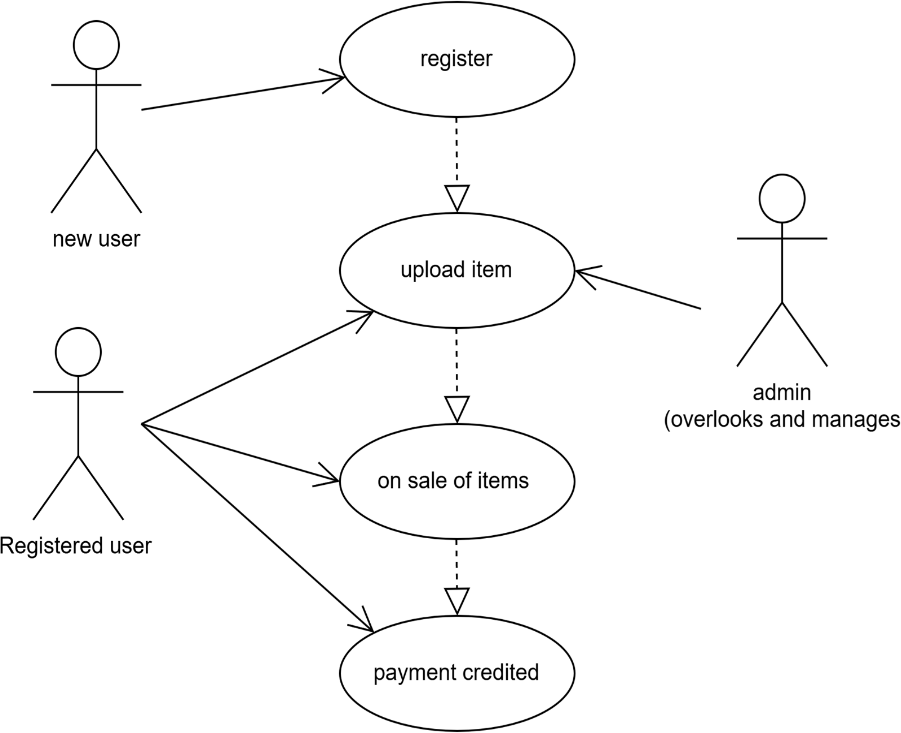 register
new user
upload item
admin
(overlooks and manages
on sale of items
Registered user
payment credited